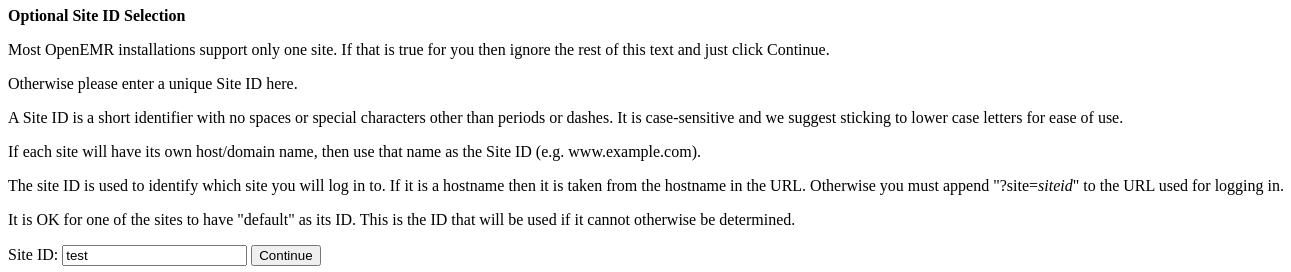 Optional Site ID Selection
Most OpenEMR installations support only one site. If that is true for you then ignore the rest of this text and just click Continue.
Otherwise please enter a unique Site ID here.
A Site ID is a short identifier with no spaces or special characters other than periods or dashes. It is case-sensitive and we suggest sticking to lower case letters for ease of use.
If each site will have its own host/domain name, then use that name as the Site ID (e.g. www.example.com).
The site ID is used to identify which site you will log in to. If it is a hostname then it is taken from the hostname in the URL. Otherwise you must append "?site=siteid" to the URL used for logging in.
It is OK for one of the sites to have "default" as its ID. This is the ID that will be used if it cannot otherwise be determined.
Site ID: test Continue